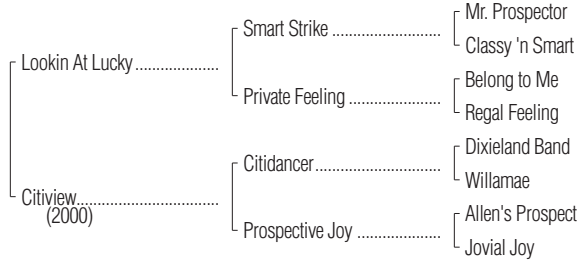 Mr. Prospector
Smart Strike ......................
Classy 'n Smart
Lookin At Lucky .................
Belong to Me
Private Feeling ...................
Regal Feeling
Dixieland Band
Citidancer .........................
Willamae
Citiview .............................
(2000)
Allen's Prospect
Prospective Joy .................
Jovial Joy